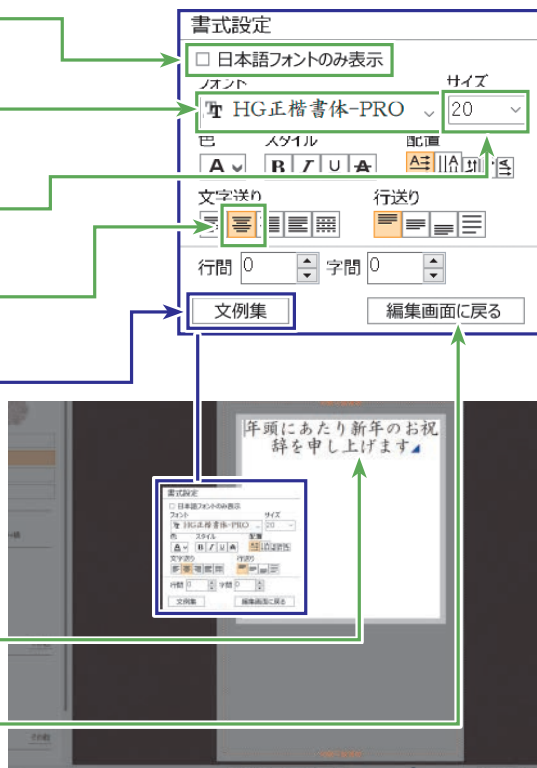 書式設定
日本語フォントのみ表示
フォント サイズ
HG正楷書体-PRO 20
色 スタイル 配置
A B I U A
文字送り 行送り
行間 0 字間 0
文例集 編集画面に戻る
年頭にあたり新年のお祝
辞を申し上げます
書式設定
日本語フォントのみ表示
フォント サイズ
HG正楷書体-PRO 20
色 スタイル 配置
A B I U A
文字送り 行送り
行間 0 字間 0
文例集 編集画面に戻る
その他